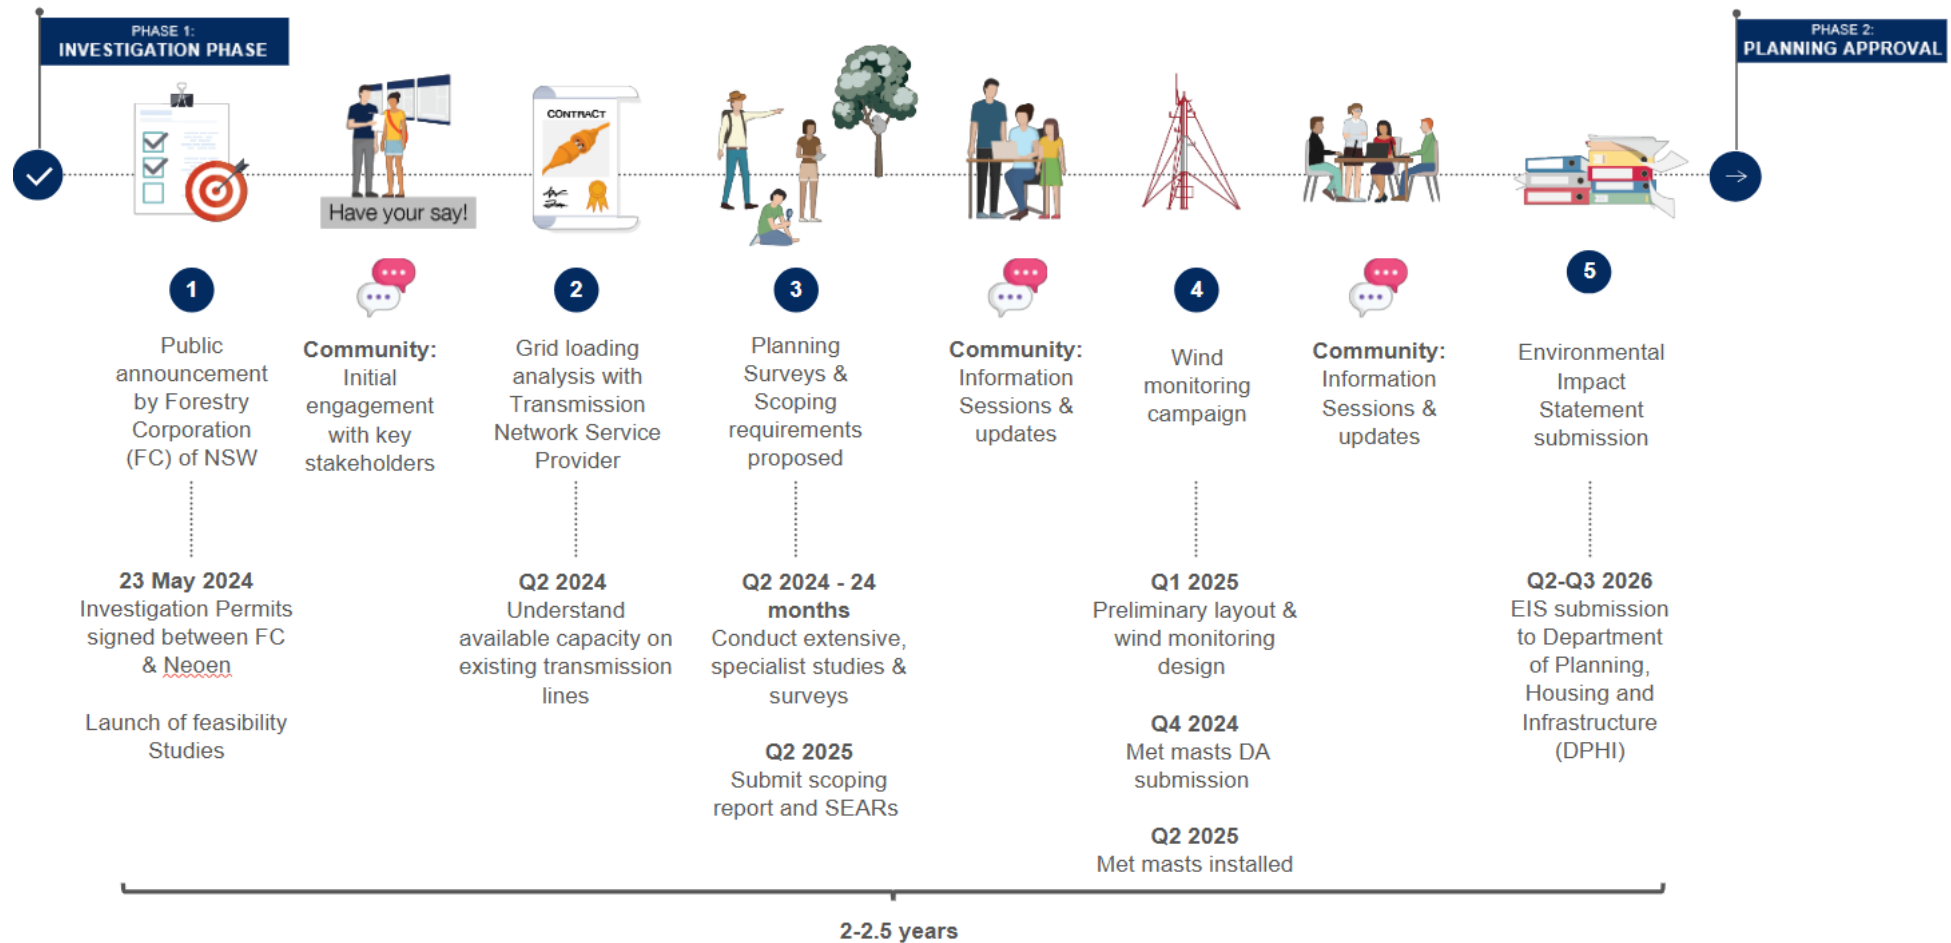 PHASE 1:
INVESTIGATION PHASE
PHASE 2:
PLANNING APPROVAL
Have your say!
CONTRACT
1
Public
announcement
by Forestry
Corporation
(FC) of NSW
23 May 2024
Investigation Permits
signed between FC
& Neoen
Launch of feasibility
Studies
Community:
Initial
engagement
with key
stakeholders
2
Grid loading
analysis with
Transmission
Network Service
Provider
Q2 2024
Understand
available capacity on
existing transmission
lines
3
Planning
Surveys &
Scoping
requirements
proposed
Q2 2024 - 24
months
Conduct extensive,
specialist studies &
surveys
Q2 2025
Submit scoping
report and SEARs
Community:
Information
Sessions &
updates
4
Wind
monitoring
campaign
Q1 2025
Preliminary layout &
wind monitoring
design
Q4 2024
Met masts DA
submission
Q2 2025
Met masts installed
Community:
Information
Sessions &
updates
5
Environmental
Impact
Statement
submission
Q2-Q3 2026
EIS submission
to Department
of Planning,
Housing and
Infrastructure
(DPHI)
2-2.5 years